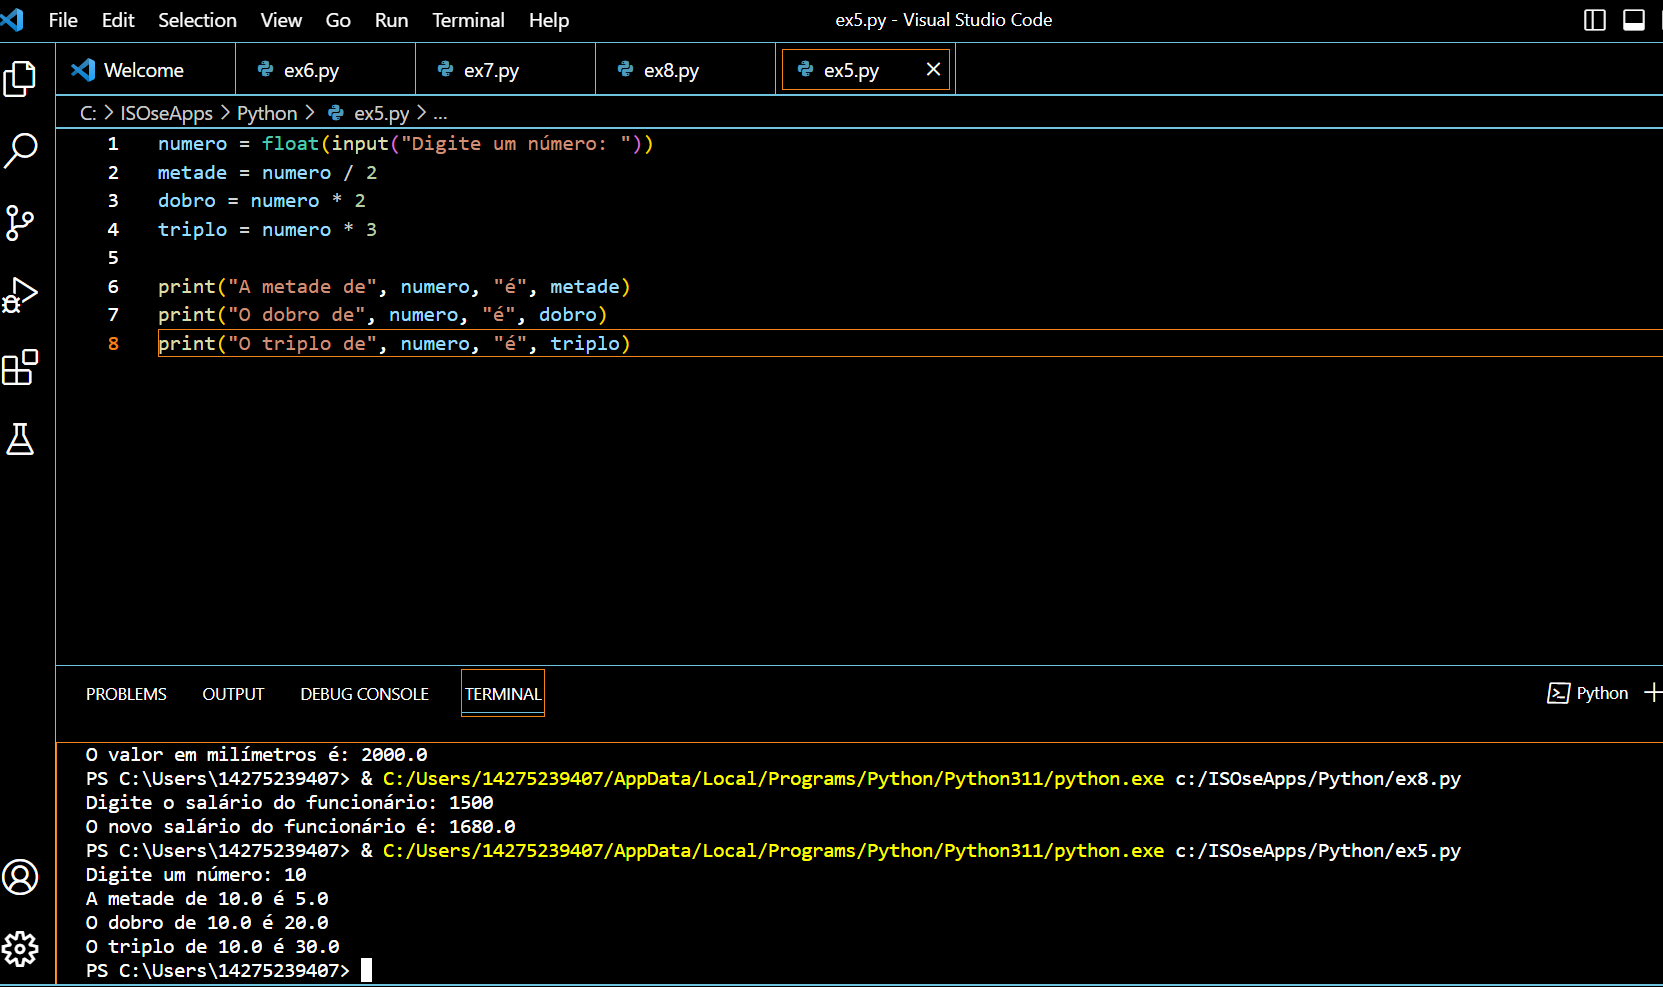 File Edit Selection View Go Run Terminal Help ex5.py - Visual Studio Code
Welcome ex6.py ex7.py ex8.py ex5.py
C: > ISOseApps > Python > ex5.py > ...
1 numero = float(input("Digite um número: "))
2 metade = numero / 2
3 dobro = numero * 2
4 triplo = numero * 3
5
6 print("A metade de", numero, "é", metade)
7 print("O dobro de", numero, "é", dobro)
8 print("O triplo de", numero, "é", triplo)
PROBLEMS OUTPUT DEBUG CONSOLE TERMINAL Python
O valor em milímetros é: 2000.0
PS C:\Users\14275239407> & C:/Users/14275239407/AppData/Local/Programs/Python/Python311/python.exe c:/ISOseApps/Python/ex8.py
Digite o salário do funcionário: 1500
O novo salário do funcionário é: 1680.0
PS C:\Users\14275239407> & C:/Users/14275239407/AppData/Local/Programs/Python/Python311/python.exe c:/ISOseApps/Python/ex5.py
Digite um número: 10
A metade de 10.0 é 5.0
O dobro de 10.0 é 20.0
O triplo de 10.0 é 30.0
PS C:\Users\14275239407>